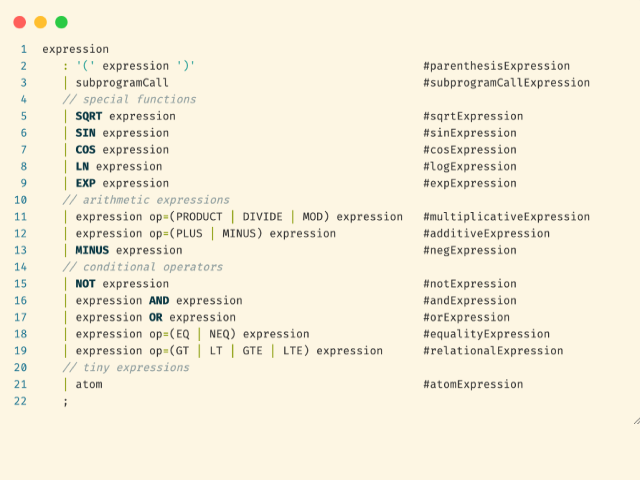 1 expression
2 : '(' expression ')' #parenthesisExpression
3 | subprogramCall #subprogramCallExpression
4 // special functions
5 | SQRT expression #sqrtExpression
6 | SIN expression #sinExpression
7 | COS expression #cosExpression
8 | LN expression #logExpression
9 | EXP expression #expExpression
10 // arithmetic expressions
11 | expression op=(PRODUCT | DIVIDE | MOD) expression #multiplicativeExpression
12 | expression op=(PLUS | MINUS) expression #additiveExpression
13 | MINUS expression #negExpression
14 // conditional operators
15 | NOT expression #notExpression
16 | expression AND expression #andExpression
17 | expression OR expression #orExpression
18 | expression op=(EQ | NEQ) expression #equalityExpression
19 | expression op=(GT | LT | GTE | LTE) expression #relationalExpression
20 // tiny expressions
21 | atom #atomExpression
22 ;